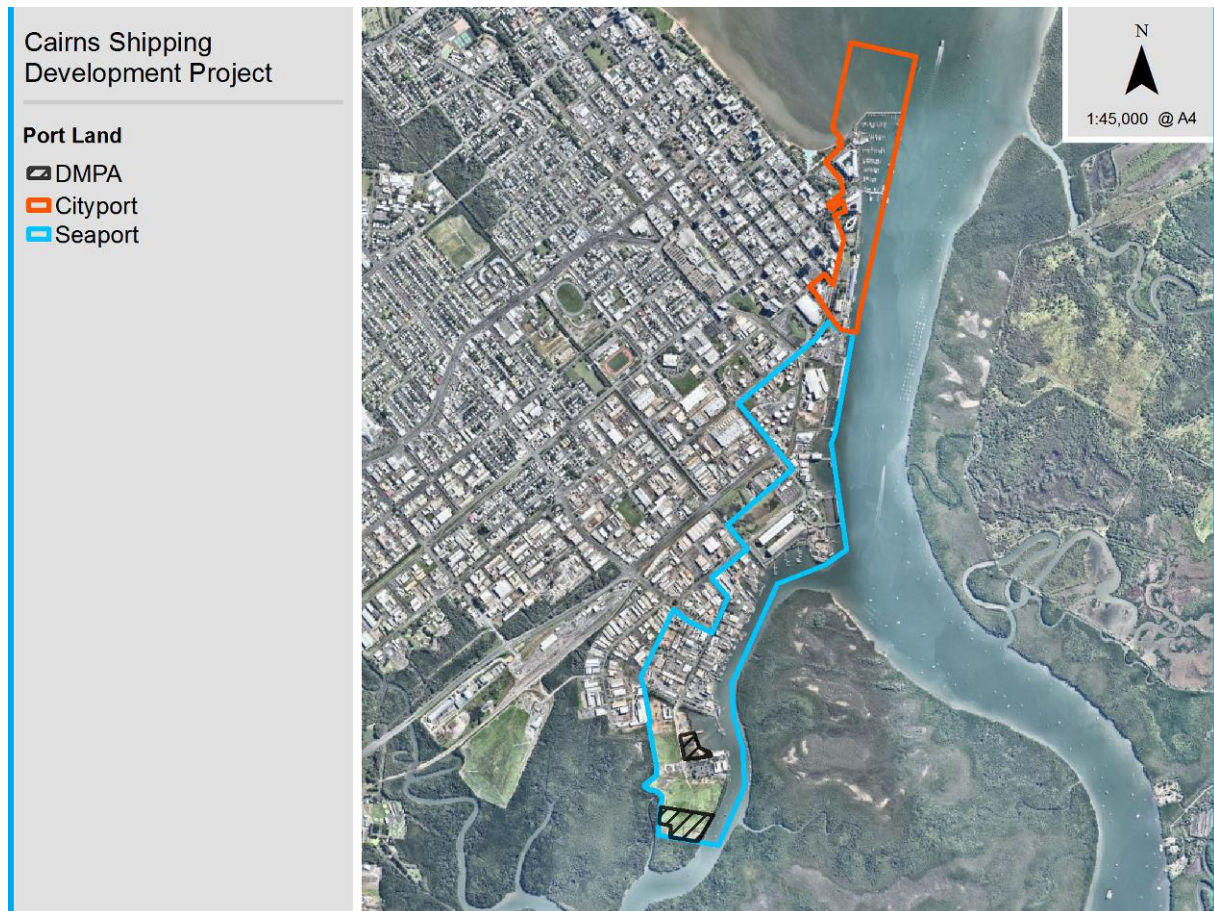 Cairns Shipping
Development Project
Port Land
DMPA
Cityport
Seaport
N
1:45,000 @ A4